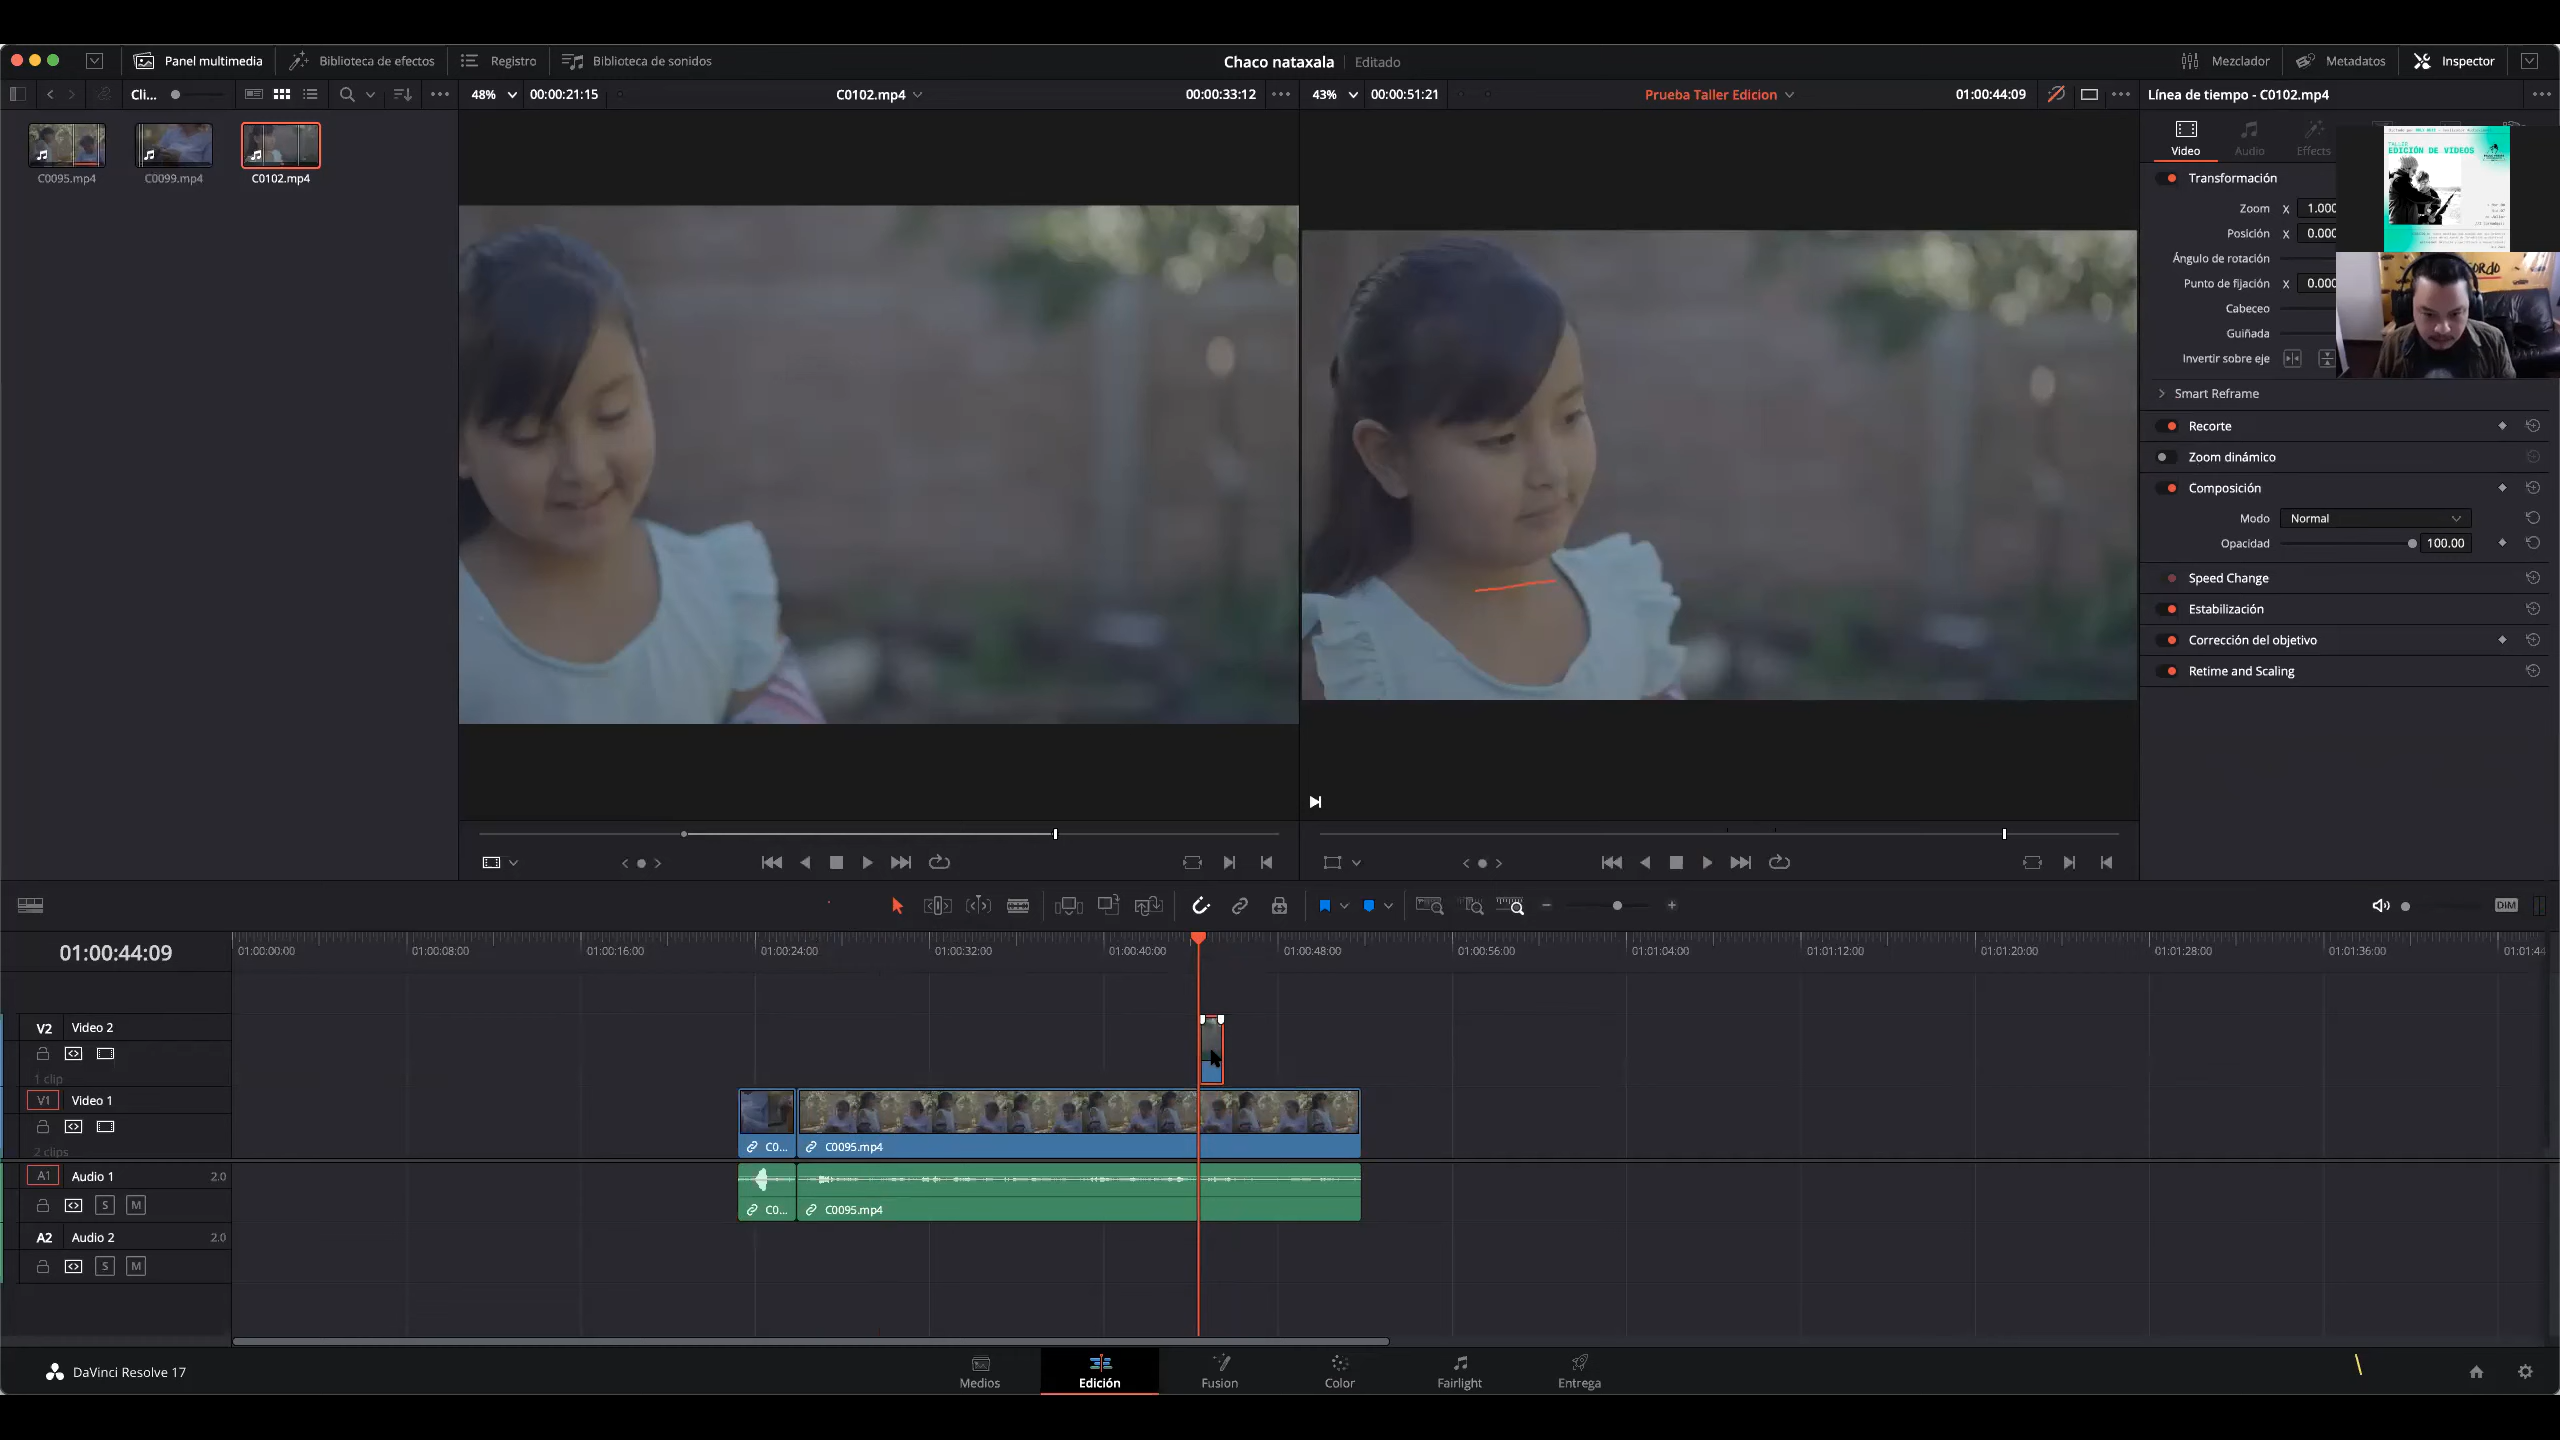 Panel multimedia
Biblioteca de efectos
Registro
Biblioteca de sonidos
Chaco nataxala
Editado
Mezclador
Metadatos
Inspector
Cli...
48%
00:00:21:15
C0102.mp4
00:00:33:12
43%
00:00:51:21
Prueba Taller Edicion
01:00:44:09
Línea de tiempo - C0102.mp4
C0095.mp4
C0099.mp4
C0102.mp4
Video
Audio
Effects
TALLER
EDICIÓN DE VIDEOS
Transformación
Zoom X 1.000
Posición X 0.000
Ángulo de rotación
Punto de fijación X 0.000
Cabeceo
Guiñada
Invertir sobre eje
Smart Reframe
Recorte
Zoom dinámico
Composición
Modo Normal
Opacidad 100.00
Speed Change
Estabilización
Corrección del objetivo
Retime and Scaling
DIM
01:00:44:09
01:00:00:00
01:00:08:00
01:00:16:00
01:00:24:00
01:00:32:00
01:00:40:00
01:00:48:00
01:00:56:00
01:01:04:00
01:01:12:00
01:01:20:00
01:01:28:00
01:01:36:00
01:01:44
V2 Video 2
1 clip
V1 Video 1
2 clips
C0...
C0095.mp4
A1 Audio 1 2.0
S M
C0...
C0095.mp4
A2 Audio 2 2.0
S M
DaVinci Resolve 17
Medios
Edición
Fusion
Color
Fairlight
Entrega